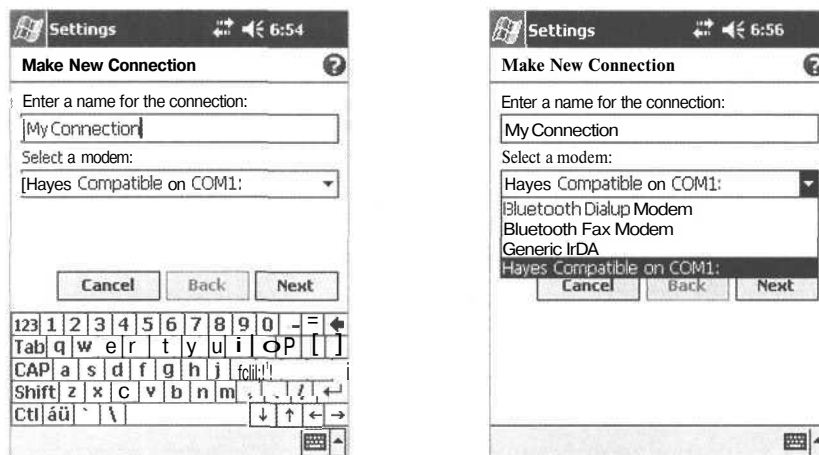 Settings 6:54
Make New Connection
Enter a name for the connection:
My Connection
Select a modem:
[Hayes Compatible on COM1:
Cancel Back Next
123 1 2 3 4 5 6 7 8 9 0 - =
Tab q w e r t y u i o P [ ]
CAP a s d f g h j
Shift z x c v b n m
Ctl áü ` \
Settings 6:56
Make New Connection
Enter a name for the connection:
My Connection
Select a modem:
Hayes Compatible on COM1:
Bluetooth Dialup Modem
Bluetooth Fax Modem
Generic IrDA
Hayes Compatible on COM1:
Cancel Back Next